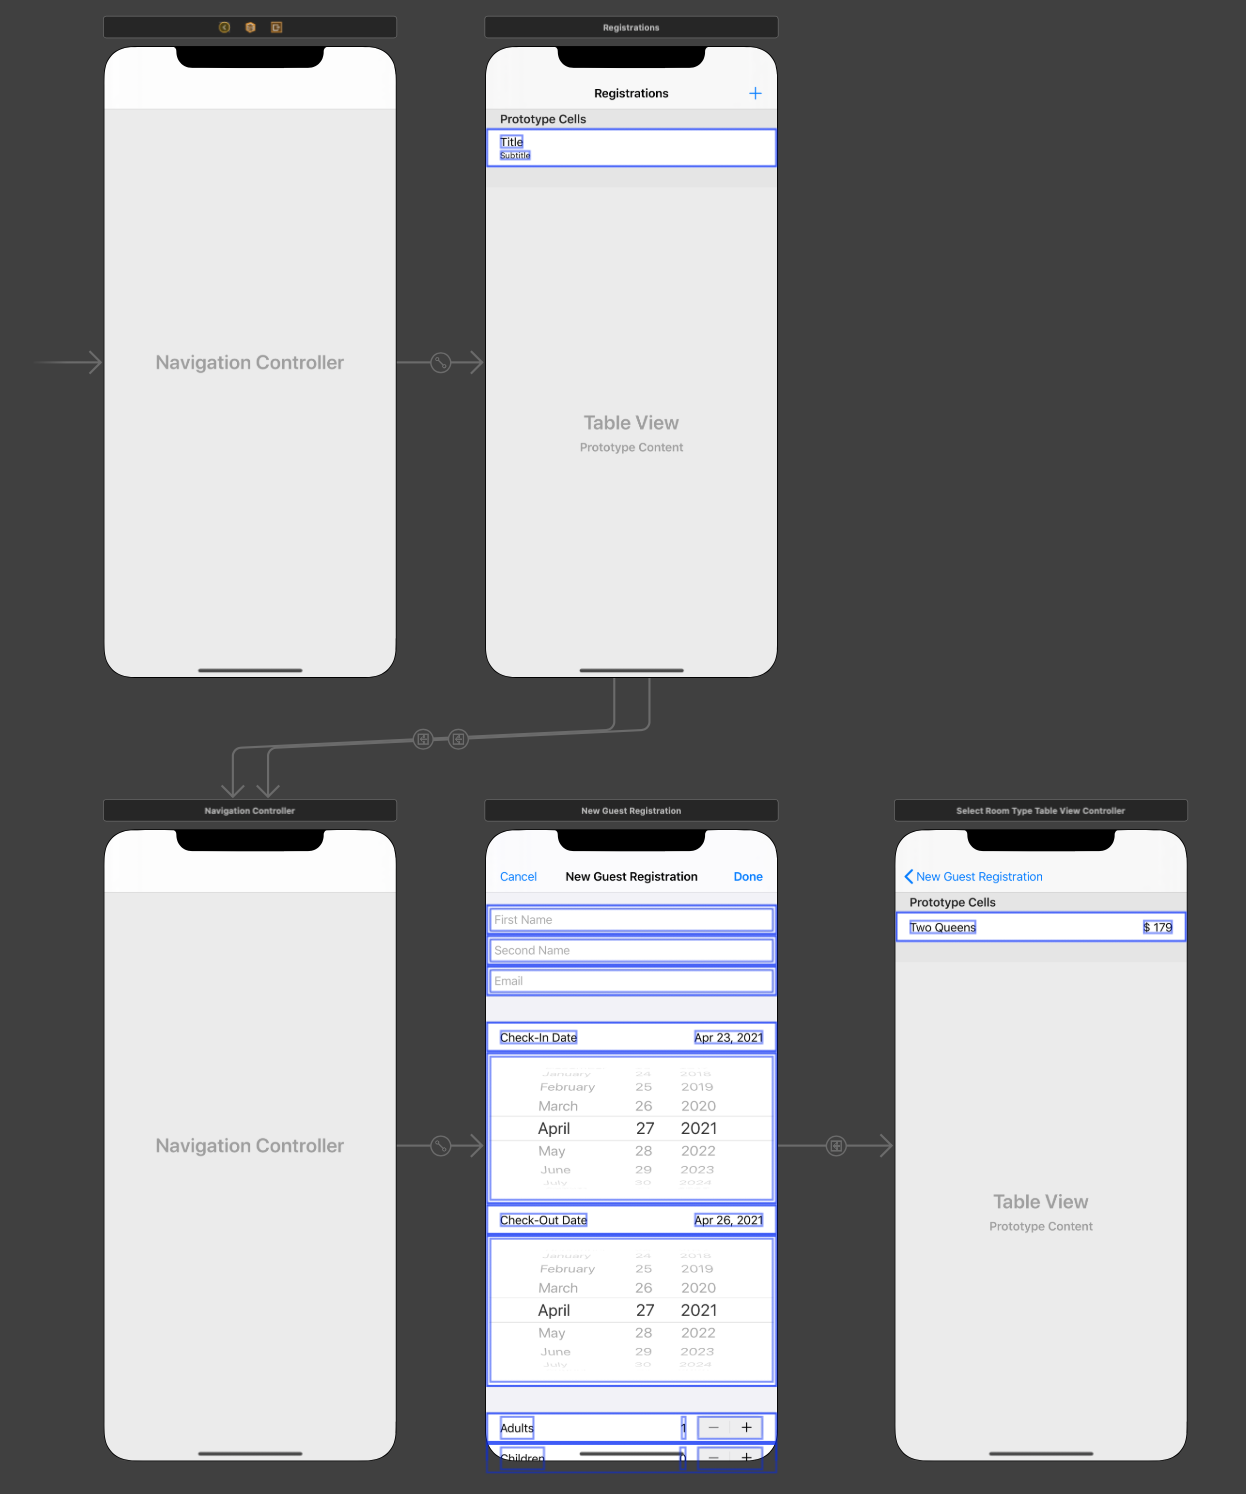 Registrations
Registrations +
Prototype Cells
Title
Subtitle
Navigation Controller
Table View
Prototype Content
Navigation Controller
New Guest Registration
Select Room Type Table View Controller
Cancel New Guest Registration Done
New Guest Registration
Prototype Cells
Two Queens $ 179
First Name
Second Name
Email
Check-In Date Apr 23, 2021
January 24 2018
February 25 2019
March 26 2020
April 27 2021
May 28 2022
June 29 2023
July 30 2024
Navigation Controller
Table View
Prototype Content
Check-Out Date Apr 26, 2021
January 24 2018
February 25 2019
March 26 2020
April 27 2021
May 28 2022
June 29 2023
July 30 2024
Adults 1 − +
Children 0 − +